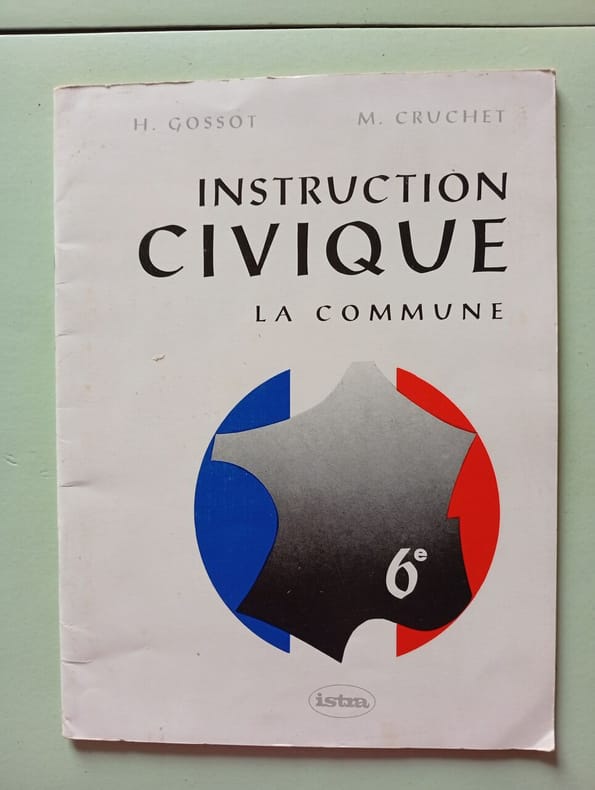 H. GOSSOT M. CRUCHET
INSTRUCTION
CIVIQUE
LA COMMUNE
6e
istra